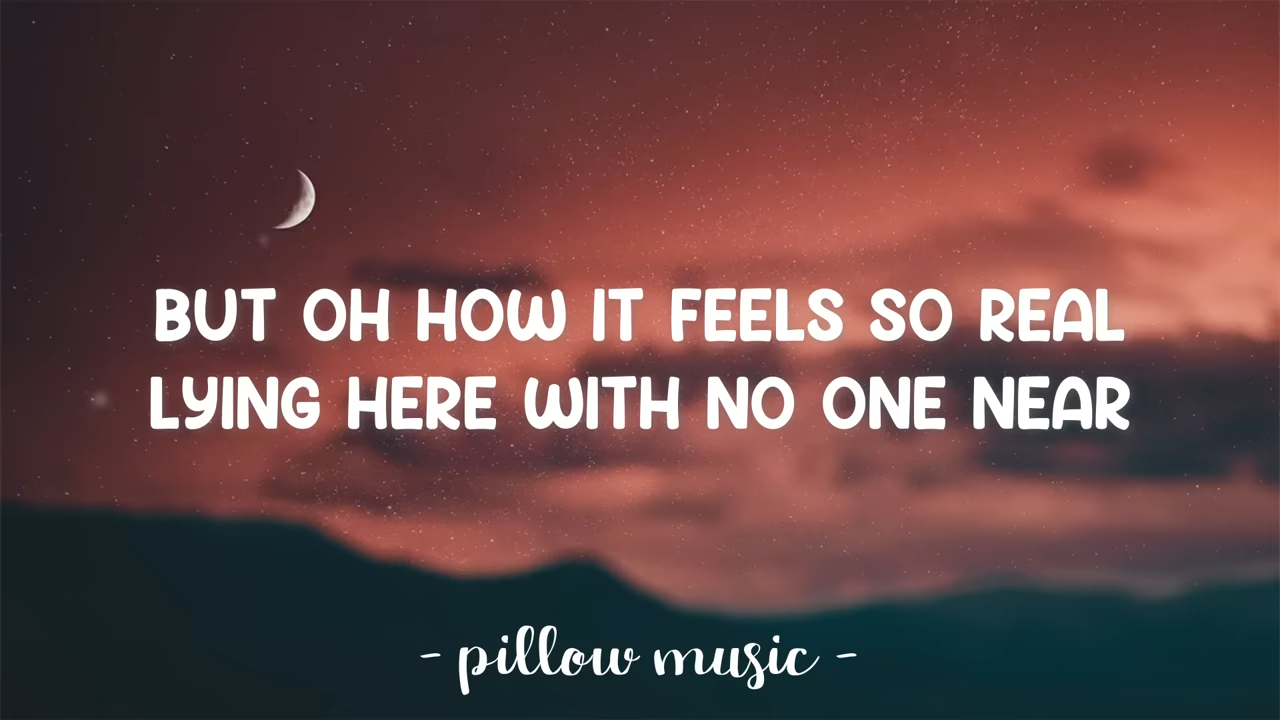 BUT OH HOW IT FEELS SO REAL
LYING HERE WITH NO ONE NEAR
- pillow music -